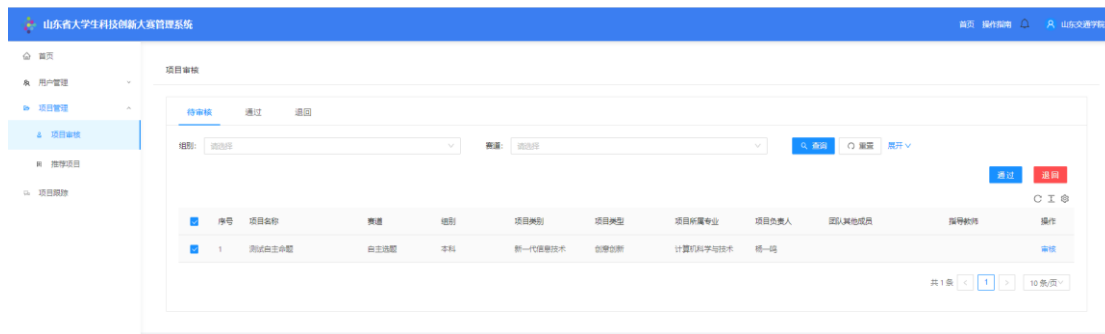 山东省大学生科技创新大赛管理系统 首页 操作指南 山东交通学院
首页
用户管理
项目管理
项目审核
推荐项目
项目跟踪
项目审核
待审核 通过 退回
组别: 请选择 赛道: 请选择 查询 重置 展开
通过 退回
序号 项目名称 赛道 组别 项目类别 项目类型 项目所属专业 项目负责人 团队其他成员 指导教师 操作
1 测试自主命题 自主选题 本科 新一代信息技术 创意创新 计算机科学与技术 杨一鸣 审核
共 1 条 < 1 > 10 条/页